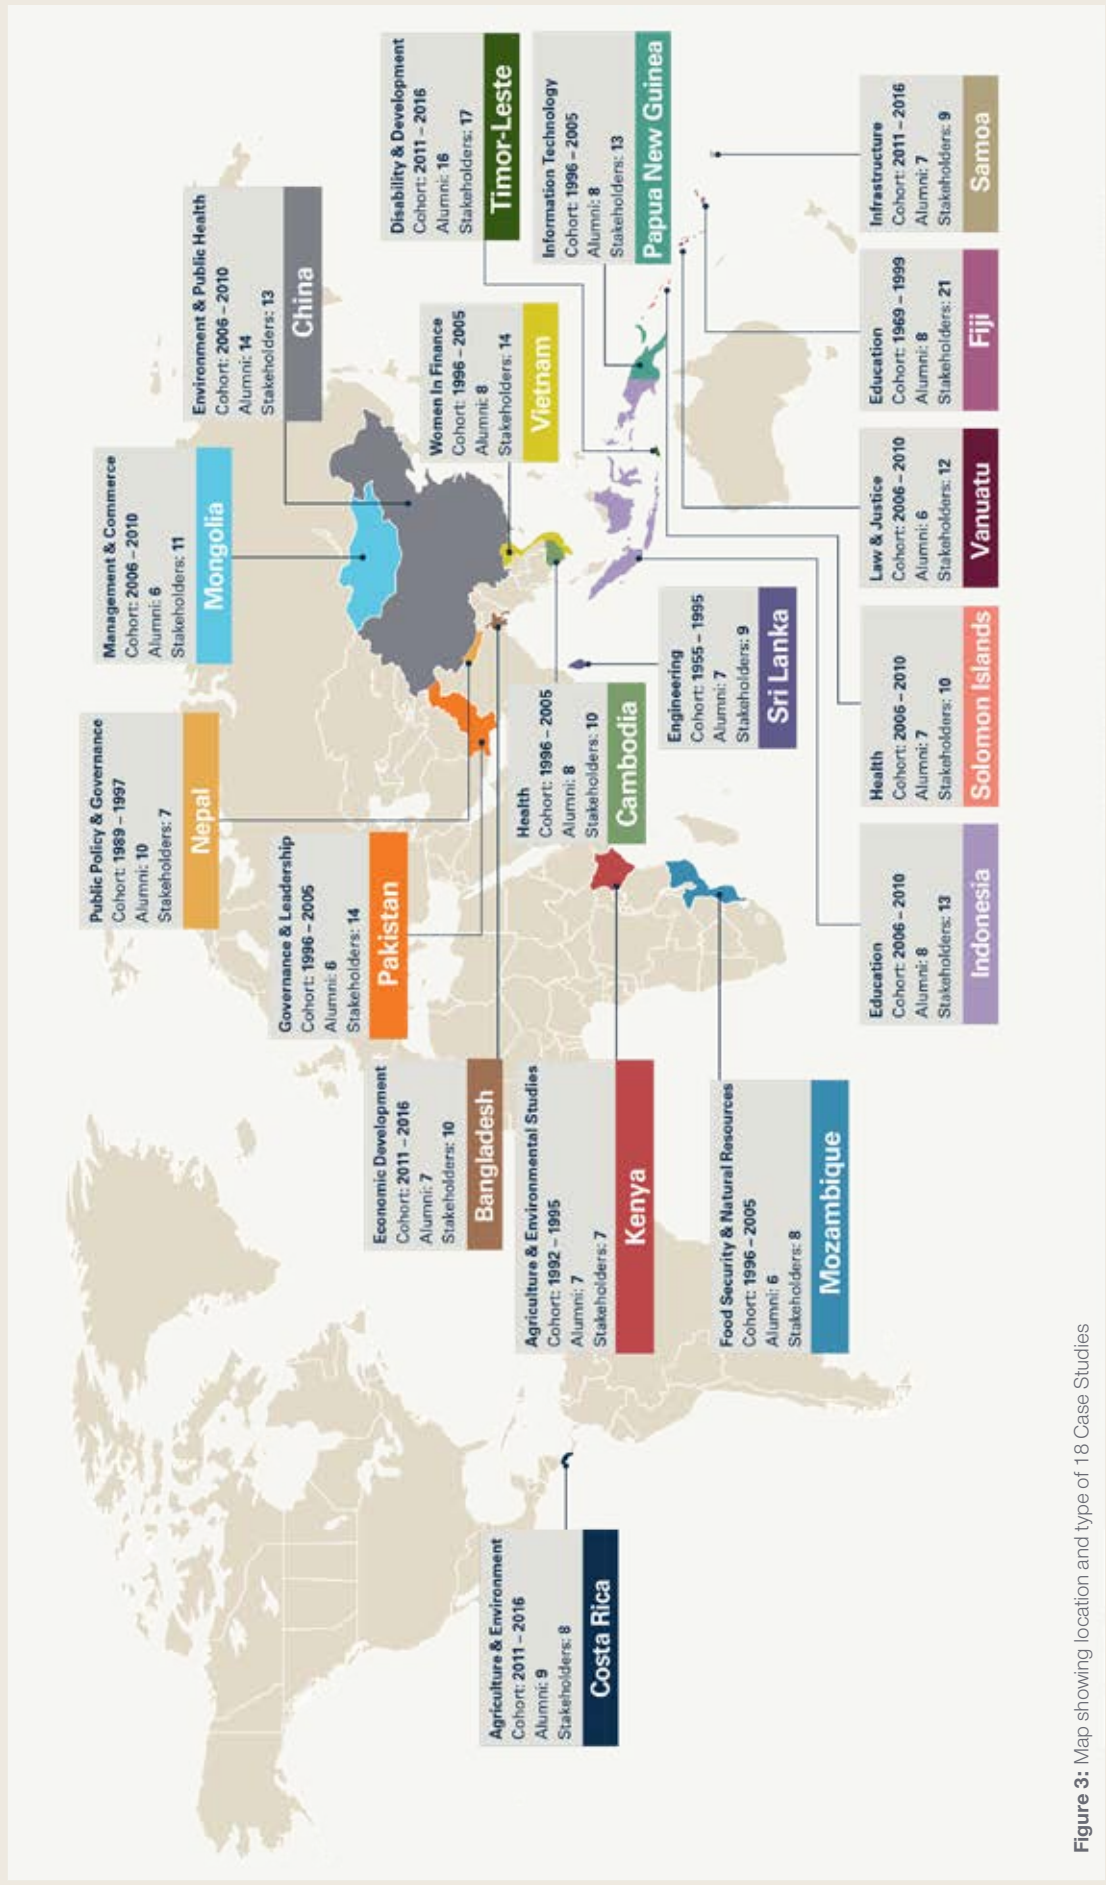 Public Policy & Governance
Cohort: 1989 – 1997
Alumni: 10
Stakeholders: 7
Nepal
Management & Commerce
Cohort: 2006 – 2010
Alumni: 6
Stakeholders: 11
Mongolia
Environment & Public Health
Cohort: 2006 – 2010
Alumni: 14
Stakeholders: 13
China
Governance & Leadership
Cohort: 1996 – 2005
Alumni: 6
Stakeholders: 14
Pakistan
Disability & Development
Cohort: 2011 – 2016
Alumni: 16
Stakeholders: 17
Timor-Leste
Economic Development
Cohort: 2011 – 2016
Alumni: 7
Stakeholders: 10
Bangladesh
Women In Finance
Cohort: 1996 – 2005
Alumni: 8
Stakeholders: 14
Vietnam
Agriculture & Environment
Cohort: 2011 – 2016
Alumni: 9
Stakeholders: 8
Costa Rica
Agriculture & Environmental Studies
Cohort: 1992 – 1995
Alumni: 7
Stakeholders: 7
Kenya
Health
Cohort: 1996 – 2005
Alumni: 8
Stakeholders: 10
Cambodia
Information Technology
Cohort: 1996 – 2005
Alumni: 8
Stakeholders: 13
Papua New Guinea
Engineering
Cohort: 1955 – 1995
Alumni: 7
Stakeholders: 9
Sri Lanka
Food Security & Natural Resources
Cohort: 1996 – 2005
Alumni: 6
Stakeholders: 8
Mozambique
Education
Cohort: 2006 – 2010
Alumni: 8
Stakeholders: 13
Indonesia
Health
Cohort: 2006 – 2010
Alumni: 7
Stakeholders: 10
Solomon Islands
Law & Justice
Cohort: 2006 – 2010
Alumni: 6
Stakeholders: 12
Vanuatu
Education
Cohort: 1969 – 1999
Alumni: 8
Stakeholders: 21
Fiji
Infrastructure
Cohort: 2011 – 2016
Alumni: 7
Stakeholders: 9
Samoa
Figure 3: Map showing location and type of 18 Case Studies